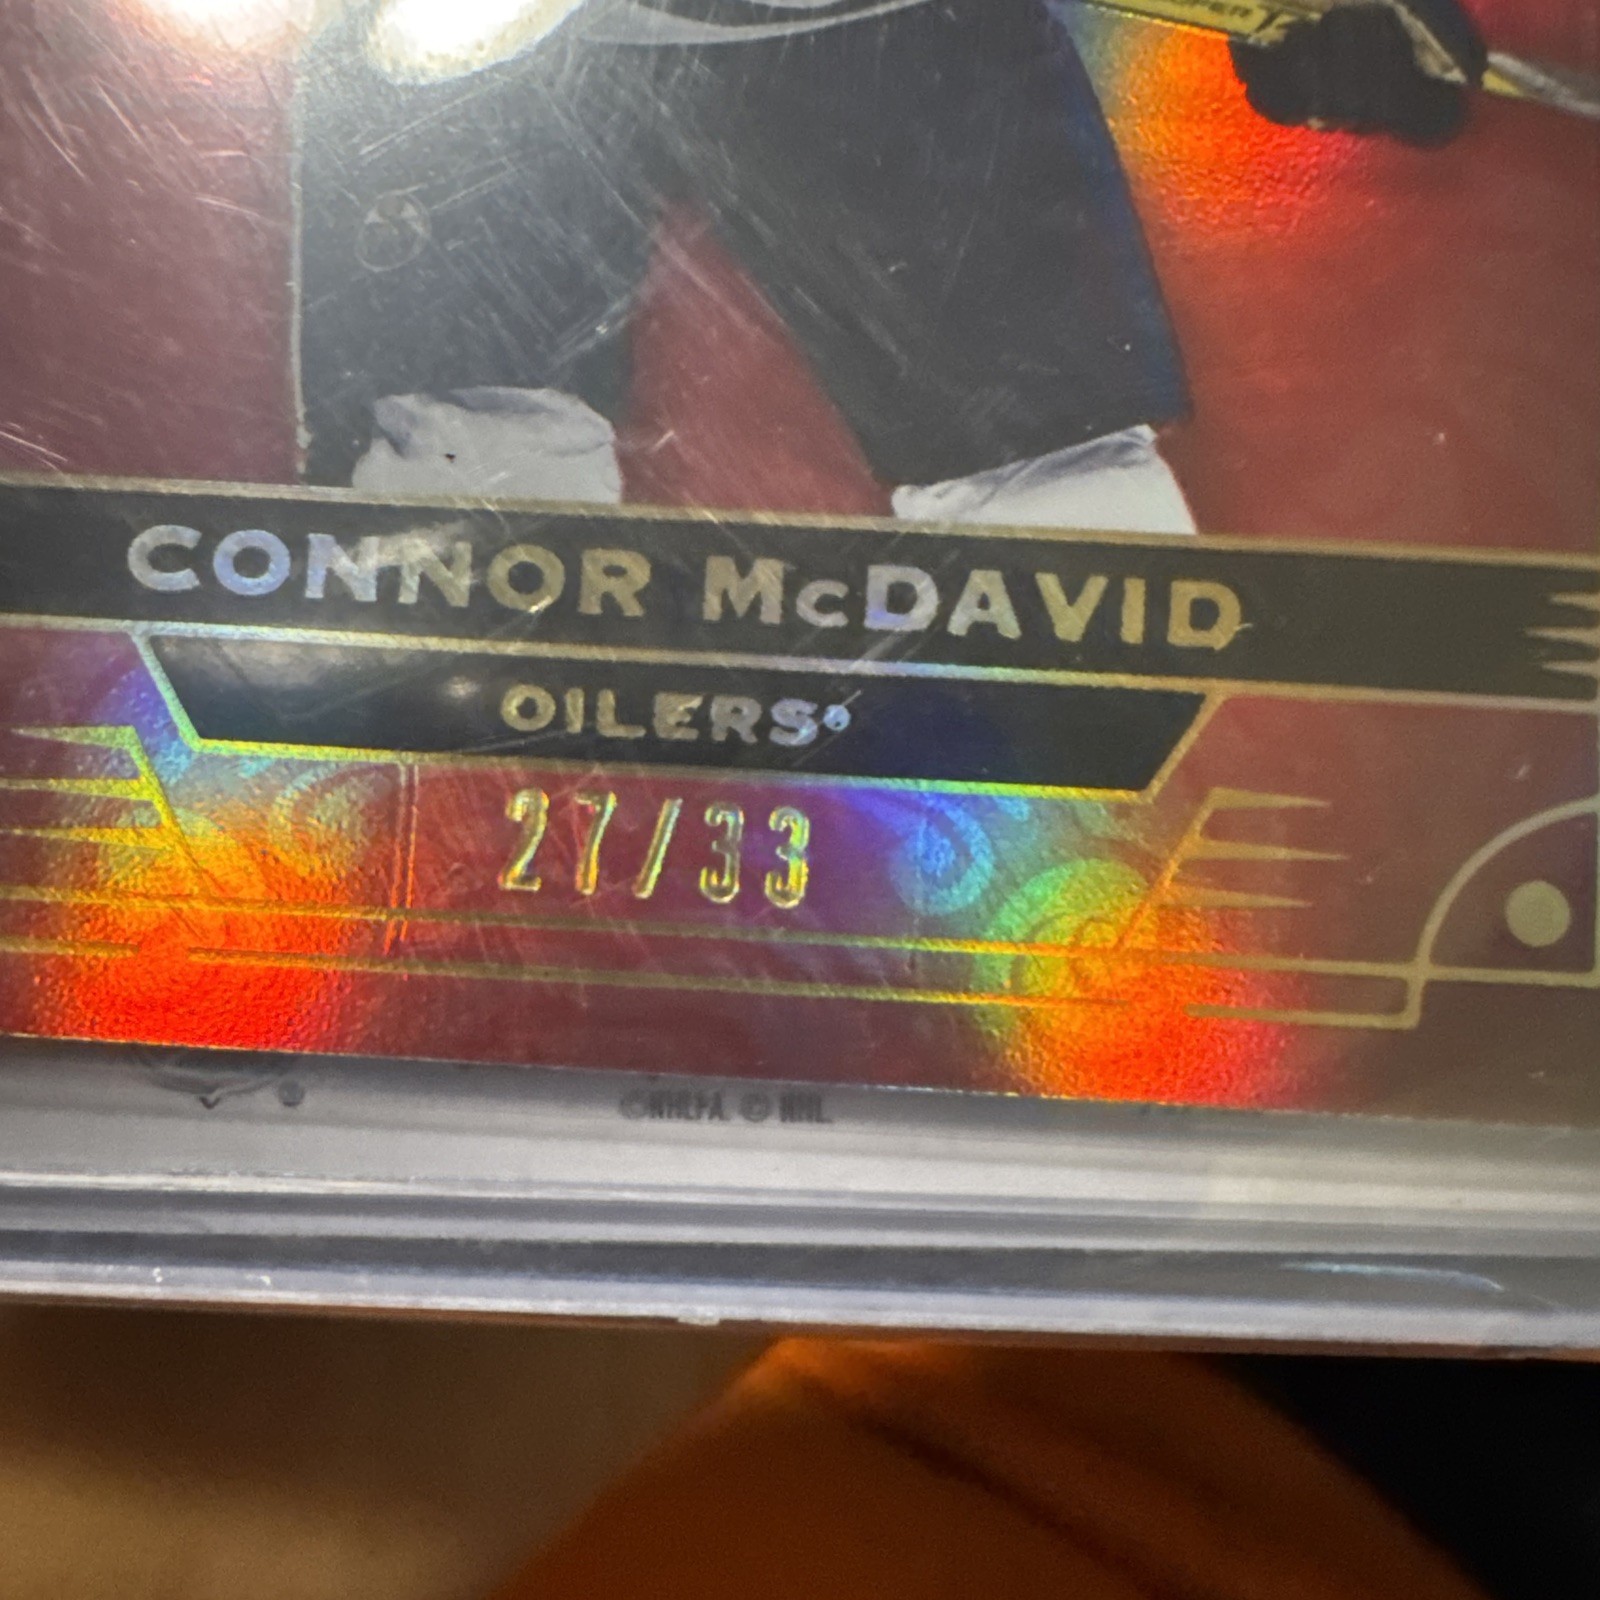 CONNOR McDAVID
OILERS®
27/33
®
©NHLPA. © NHL.